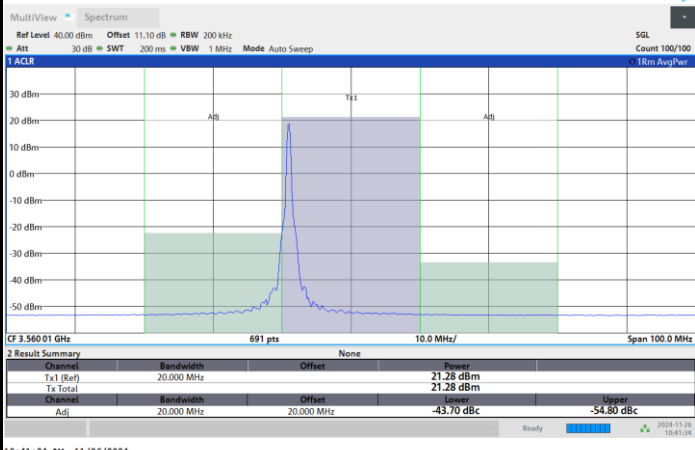 MultiView Spectrum
Ref Level 40.00 dBm Offset 11.10 dB RBW 200 kHz SGL
Att 30 dB SWT 200 ms VBW 1 MHz Mode Auto Sweep Count 100/100
1 ACLR 1Rm AvgPwr
30 dBm
Tx1
20 dBm
Adj Adj
10 dBm
0 dBm
-10 dBm
-20 dBm
-30 dBm
-40 dBm
-50 dBm
CF 3.560 01 GHz 691 pts 10.0 MHz/ Span 100.0 MHz
2 Result Summary None
Channel Bandwidth Offset Power
Tx1 (Ref) 20.000 MHz 21.28 dBm
Tx Total 21.28 dBm
Channel Bandwidth Offset Lower Upper
Adj 20.000 MHz 20.000 MHz -43.70 dBc -54.80 dBc
Ready 2024-11-26
10:41:34